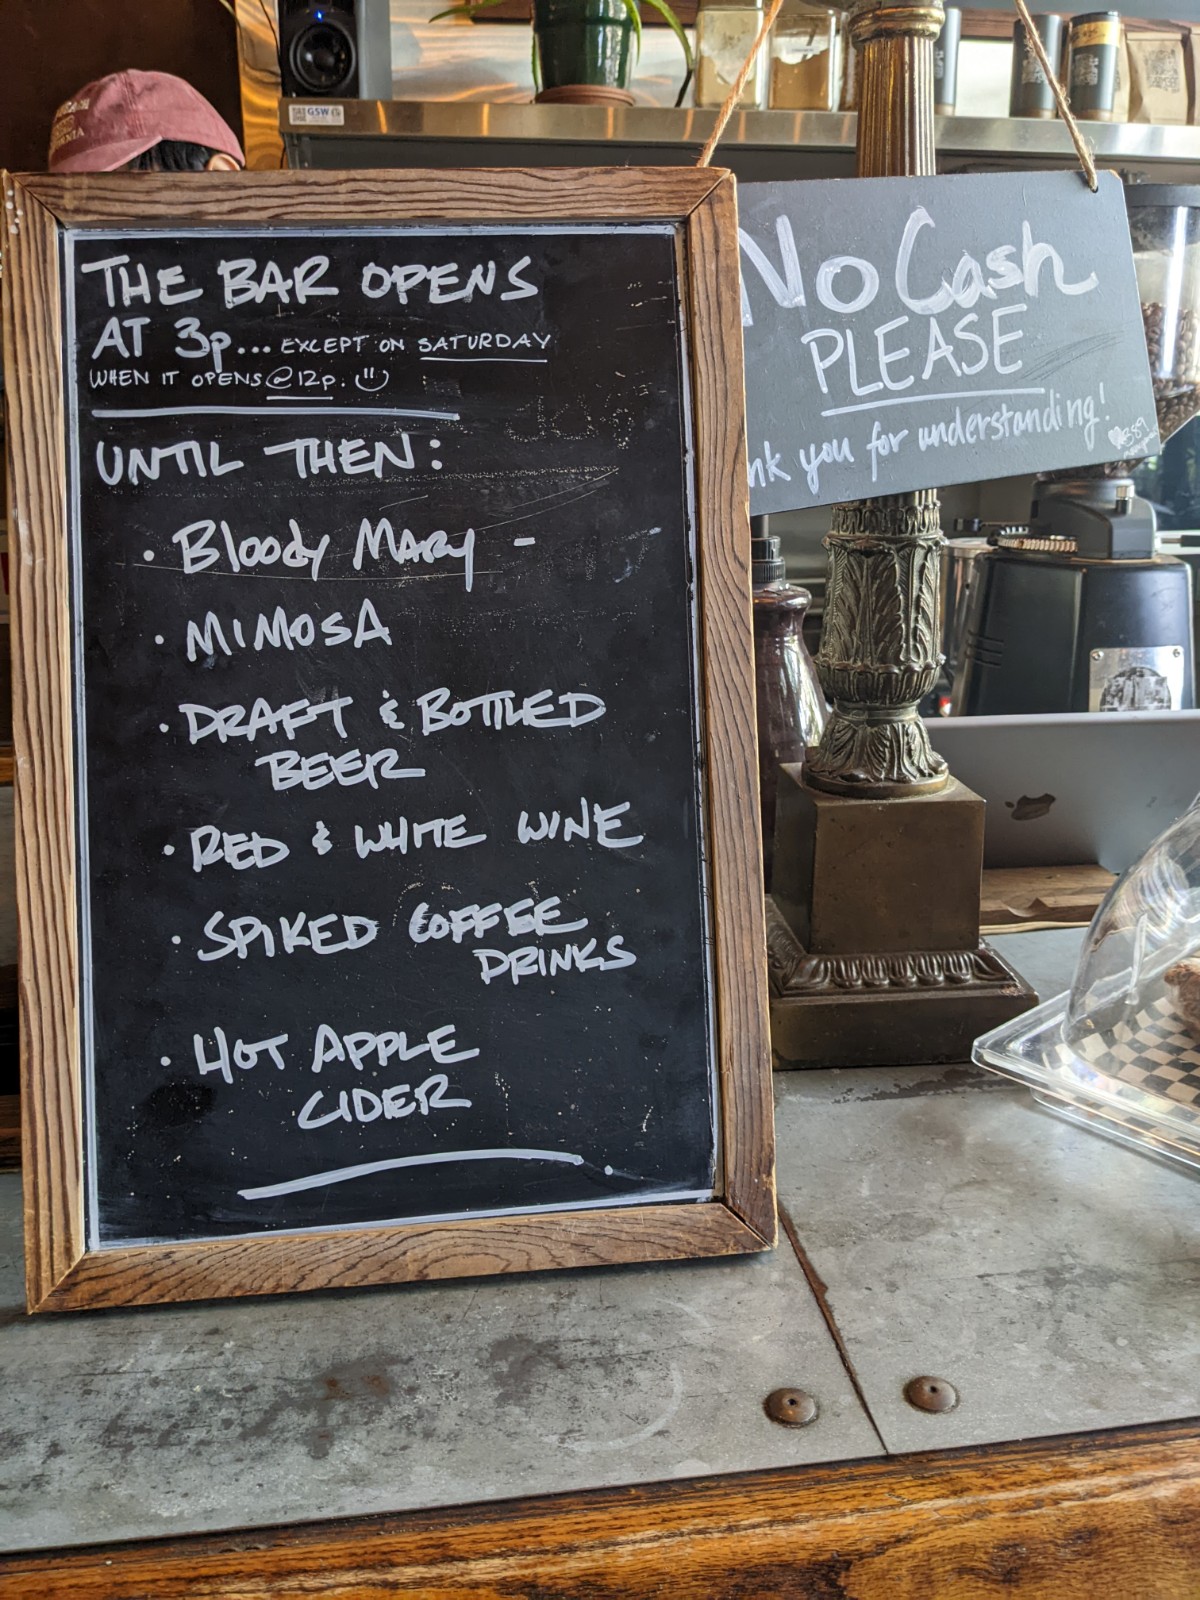 THE BAR OPENS
AT 3p... EXCEPT ON SATURDAY
WHEN IT OPENS @ 12p.
UNTIL THEN:
• Bloody MARY -
• MIMOSA
• DRAFT & BOTTLED
BEER
• RED & WHITE WINE
• SPIKED COFFEE
DRINKS
• HOT APPLE
CIDER
No Cash
PLEASE
nk you for understanding!
GSW